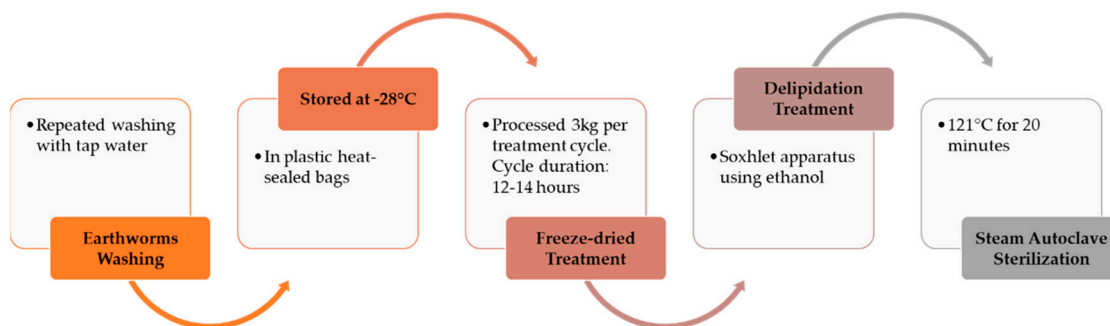 • Repeated washing
with tap water
Earthworms
Washing
Stored at -28°C
• In plastic heat-
sealed bags
• Processed 3kg per
treatment cycle.
Cycle duration:
12-14 hours
Freeze-dried
Treatment
Delipidation
Treatment
• Soxhlet apparatus
using ethanol
• 121°C for 20
minutes
Steam Autoclave
Sterilization